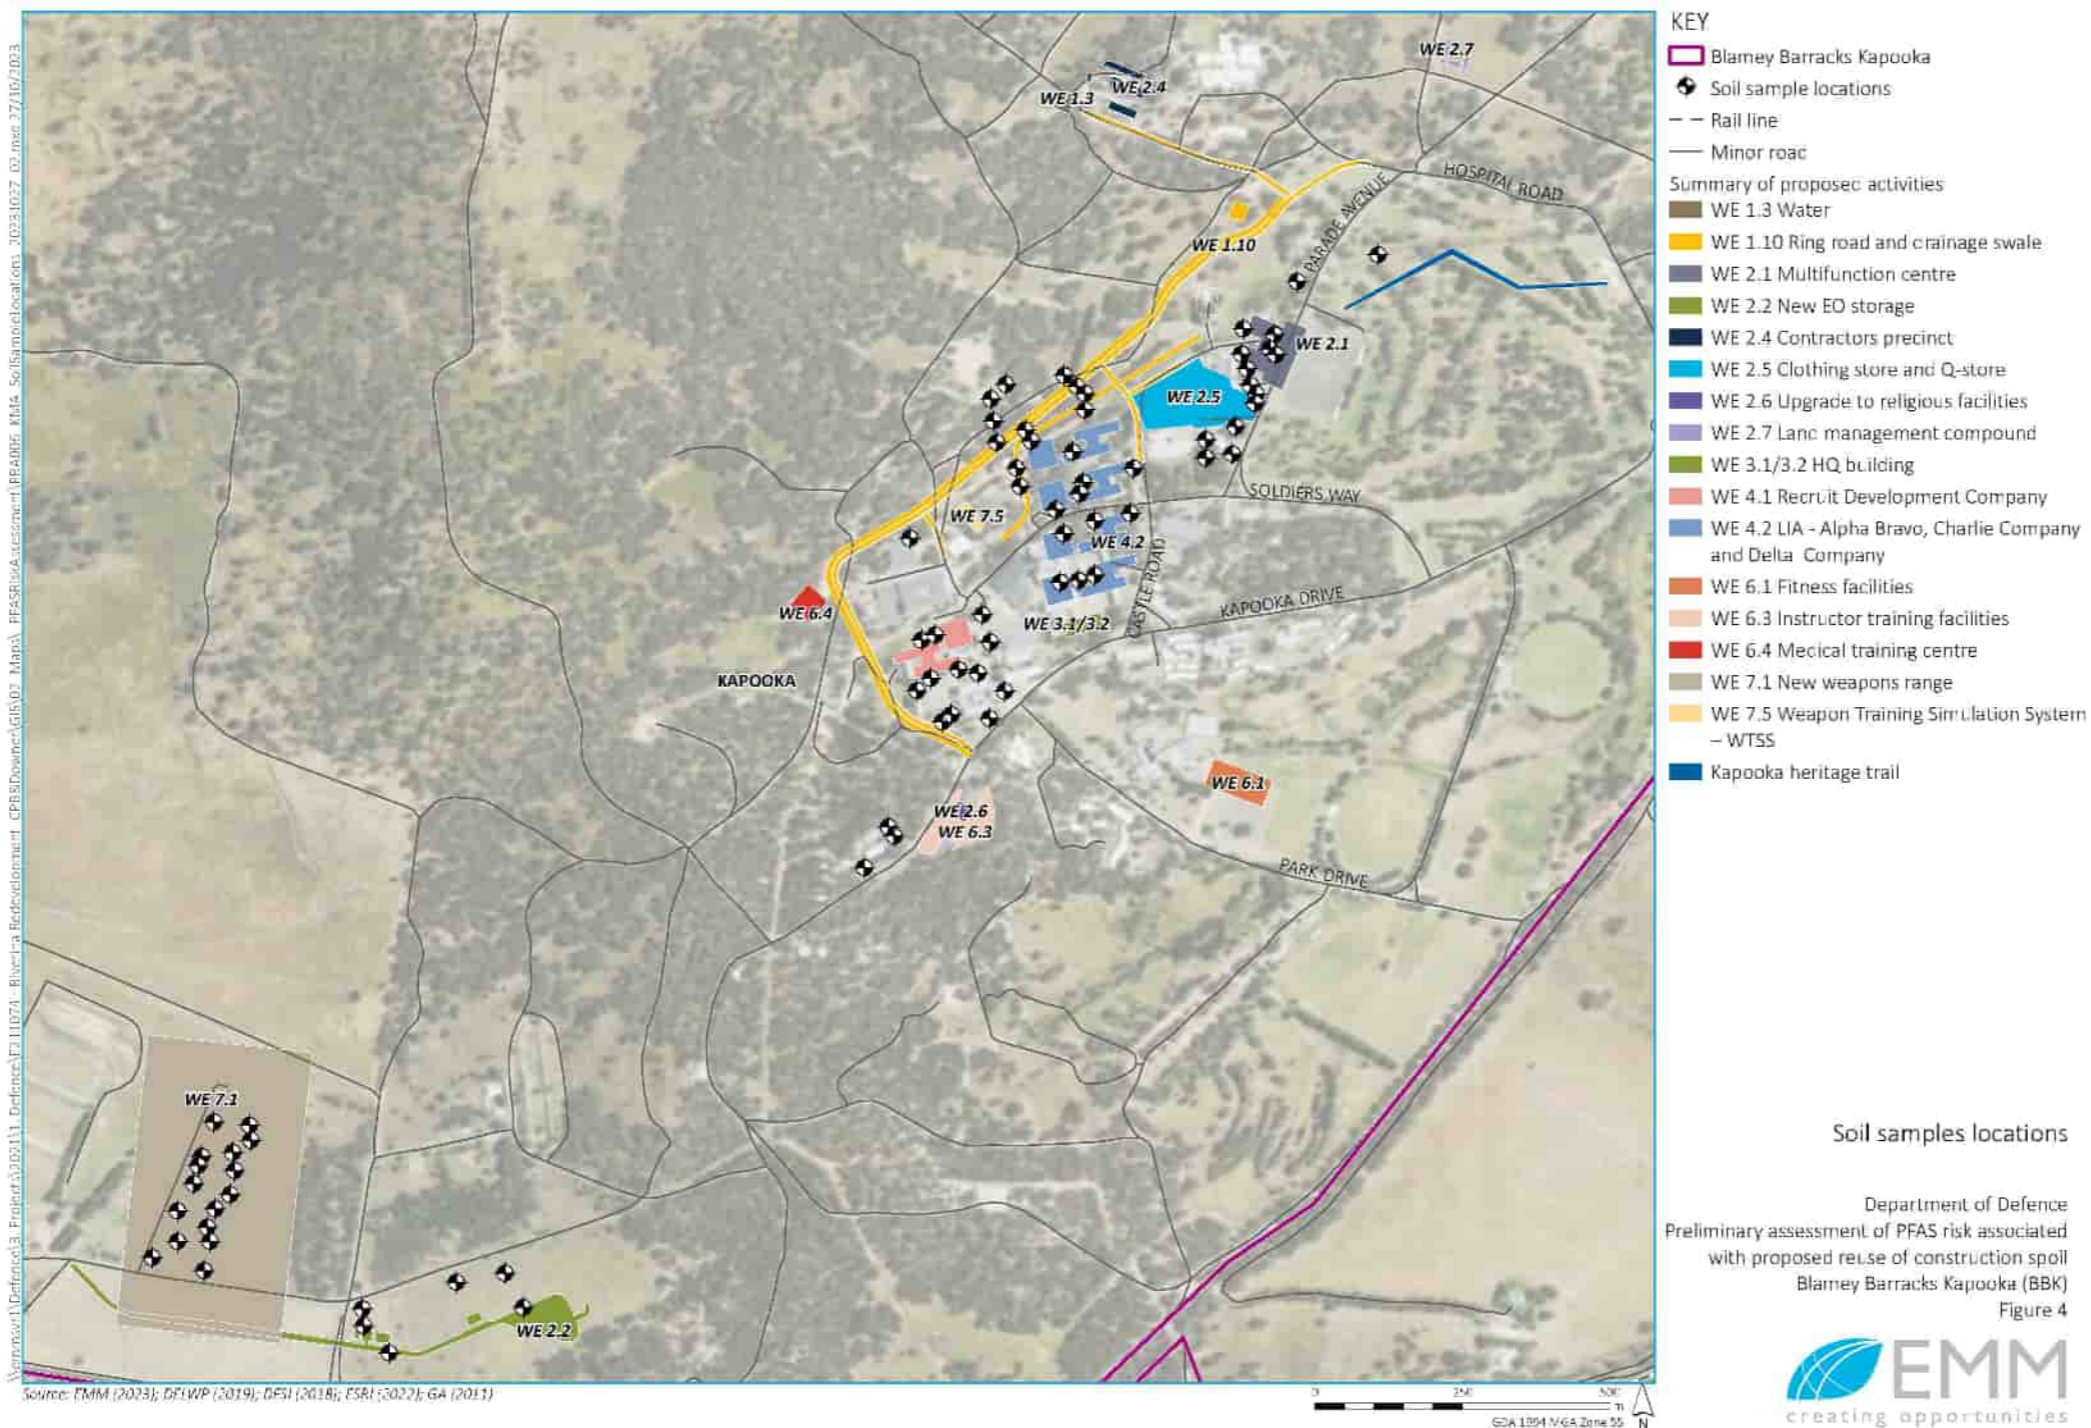 KEY
Blamey Barracks Kapooka
Soil sample locations
Rail line
Minor road
Summary of proposed activities
WE 1.3 Water
WE 1.10 Ring road and drainage swale
WE 2.1 Multifunction centre
WE 2.2 New EO storage
WE 2.4 Contractors precinct
WE 2.5 Clothing store and Q-store
WE 2.6 Upgrade to religious facilities
WE 2.7 Land management compound
WE 3.1/3.2 HQ building
WE 4.1 Recruit Development Company
WE 4.2 LIA - Alpha Bravo, Charlie Company
and Delta Company
WE 6.1 Fitness facilities
WE 6.3 Instructor training facilities
WE 6.4 Medical training centre
WE 7.1 New weapons range
WE 7.5 Weapon Training Simulation System
– WTSS
Kapooka heritage trail
WE 2.7
WE 2.4
WE 1.3
HOSPITAL ROAD
PARADE AVENUE
WE 1.10
WE 2.1
WE 2.5
SOLDIERS WAY
WE 7.5
WE 4.2
CASTLE ROAD
KAPOOKA DRIVE
WE 6.4
WE 3.1/3.2
KAPOOKA
WE 6.1
WE 2.6
WE 6.3
PARK DRIVE
WE 7.1
WE 2.2
Soil samples locations
Department of Defence
Preliminary assessment of PFAS risk associated
with proposed reuse of construction spoil
Blamey Barracks Kapooka (BBK)
Figure 4
EMM
creating opportunities
Source: EMM (2023); DELWP (2019); DFSI (2018); ESRI (2022); GA (2011)
0 250 500
m
GDA 1994 MGA Zone 55
N